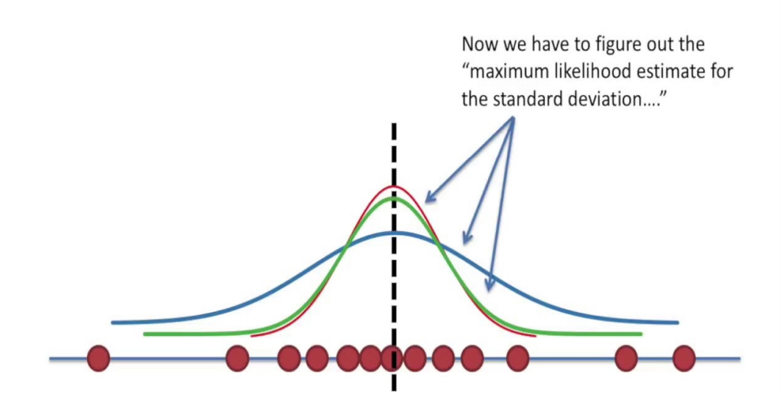 Now we have to figure out the
“maximum likelihood estimate for
the standard deviation….”